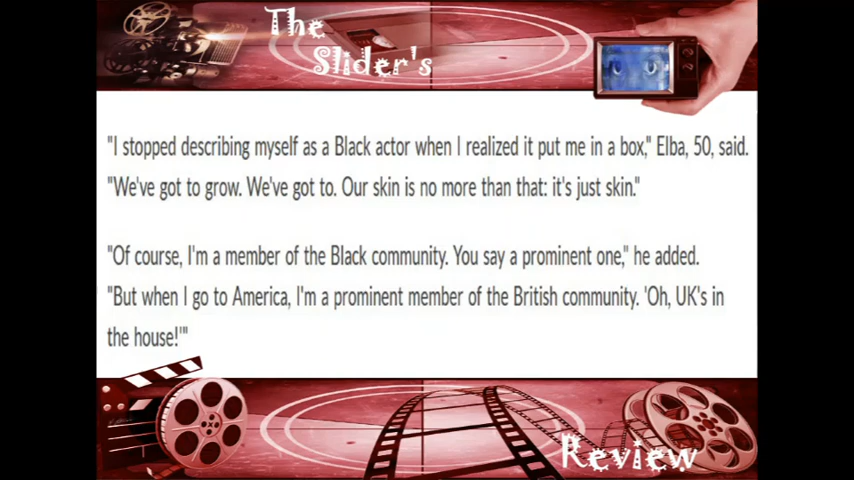 The
Slider's
"I stopped describing myself as a Black actor when I realized it put me in a box," Elba, 50, said.
"We've got to grow. We've got to. Our skin is no more than that: it's just skin."
"Of course, I'm a member of the Black community. You say a prominent one," he added.
"But when I go to America, I'm a prominent member of the British community. 'Oh, UK's in
the house!'"
Review